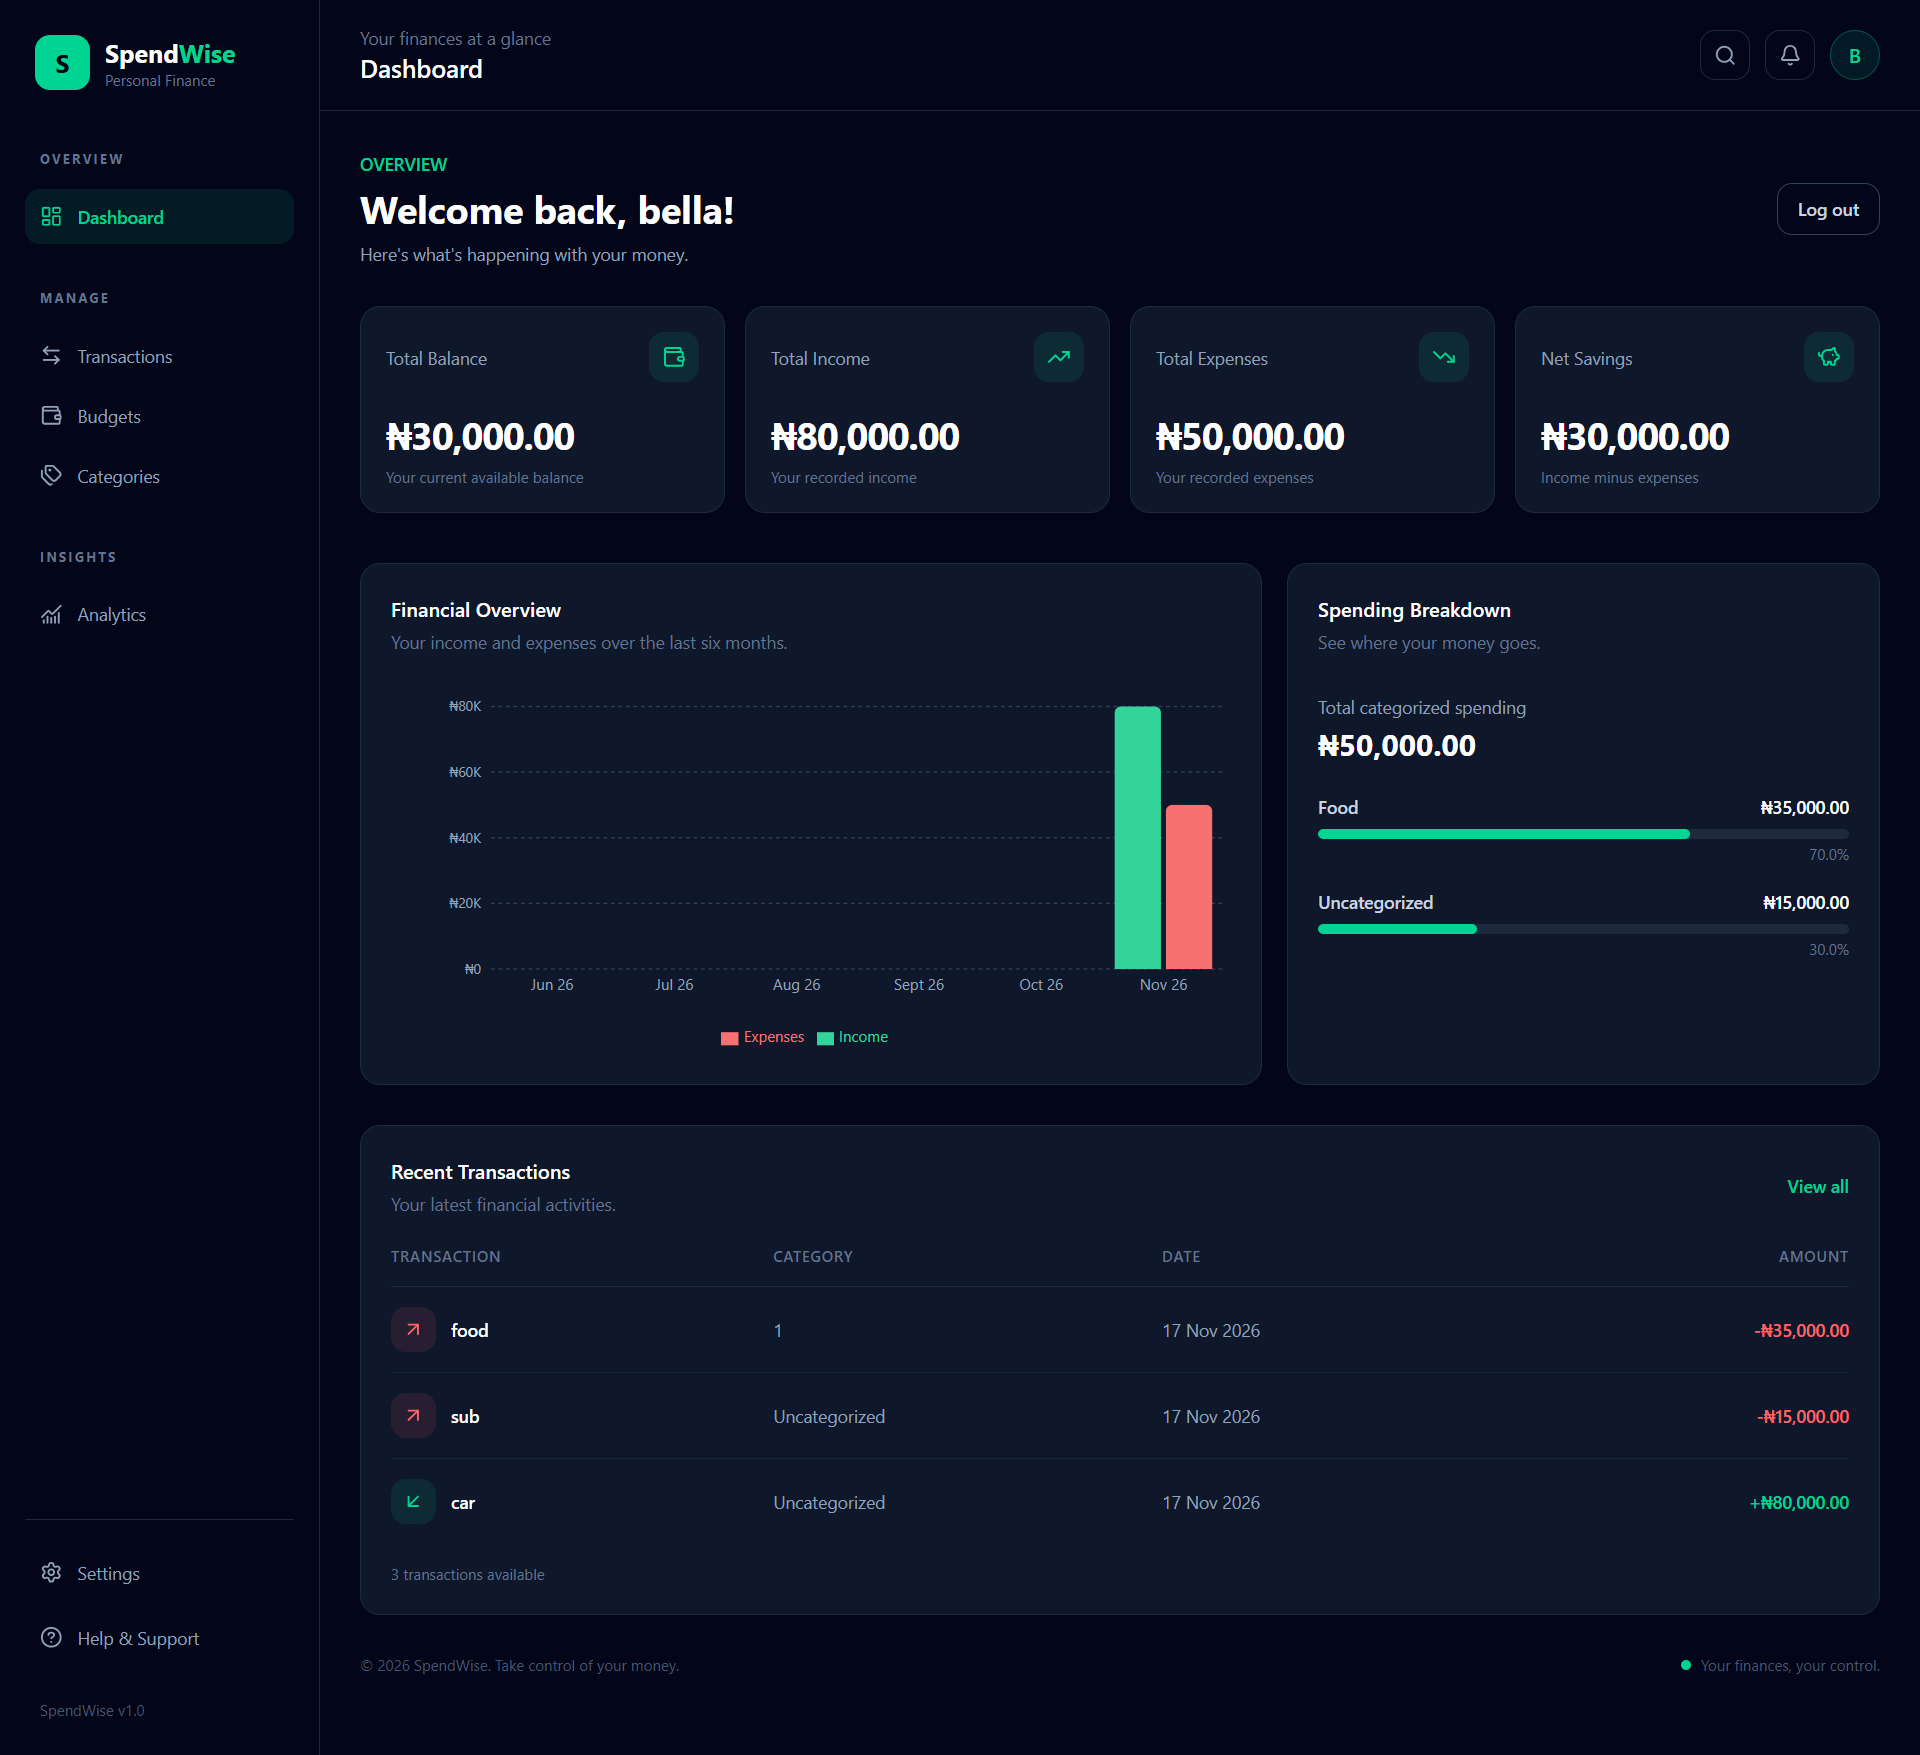 S
SpendWise
Personal Finance
OVERVIEW
Dashboard
MANAGE
Transactions
Budgets
Categories
INSIGHTS
Analytics
Settings
Help & Support
SpendWise v1.0
Your finances at a glance
Dashboard
B
OVERVIEW
Welcome back, bella!
Here's what's happening with your money.
Log out
Total Balance
₦30,000.00
Your current available balance
Total Income
₦80,000.00
Your recorded income
Total Expenses
₦50,000.00
Your recorded expenses
Net Savings
₦30,000.00
Income minus expenses
Financial Overview
Your income and expenses over the last six months.
₦80K
₦60K
₦40K
₦20K
₦0
Jun 26 Jul 26 Aug 26 Sept 26 Oct 26 Nov 26
Expenses Income
Spending Breakdown
See where your money goes.
Total categorized spending
₦50,000.00
Food ₦35,000.00
70.0%
Uncategorized ₦15,000.00
30.0%
Recent Transactions
Your latest financial activities.
View all
TRANSACTION CATEGORY DATE AMOUNT
food 1 17 Nov 2026 -₦35,000.00
sub Uncategorized 17 Nov 2026 -₦15,000.00
car Uncategorized 17 Nov 2026 +₦80,000.00
3 transactions available
© 2026 SpendWise. Take control of your money.
Your finances, your control.